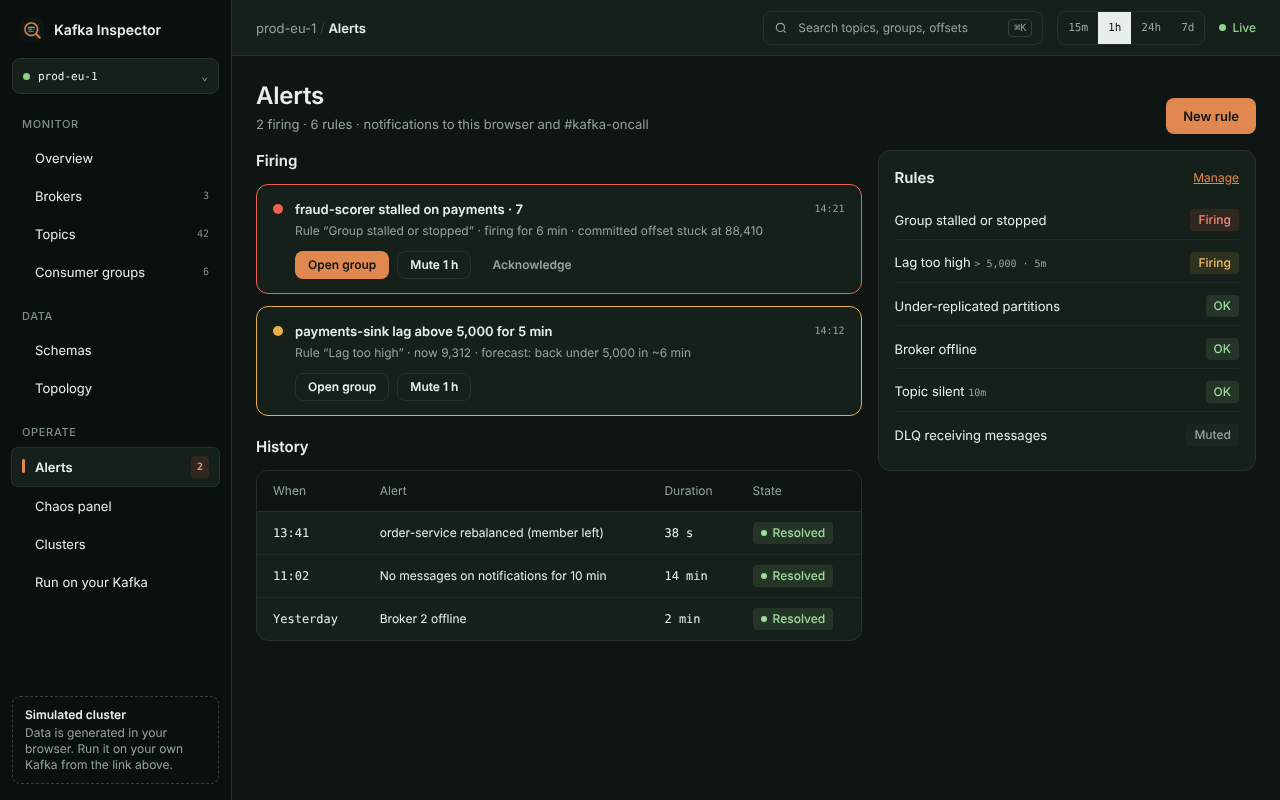 Kafka Inspector
prod-eu-1
MONITOR
Overview
Brokers 3
Topics 42
Consumer groups 6
DATA
Schemas
Topology
OPERATE
Alerts 2
Chaos panel
Clusters
Run on your Kafka
Simulated cluster
Data is generated in your
browser. Run it on your own
Kafka from the link above.
prod-eu-1 / Alerts
Search topics, groups, offsets ⌘K
15m 1h 24h 7d
Live
Alerts
2 firing · 6 rules · notifications to this browser and #kafka-oncall
New rule
Firing
fraud-scorer stalled on payments · 7 14:21
Rule “Group stalled or stopped” · firing for 6 min · committed offset stuck at 88,410
Open group Mute 1 h Acknowledge
payments-sink lag above 5,000 for 5 min 14:12
Rule “Lag too high” · now 9,312 · forecast: back under 5,000 in ~6 min
Open group Mute 1 h
History
When Alert Duration State
13:41 order-service rebalanced (member left) 38 s Resolved
11:02 No messages on notifications for 10 min 14 min Resolved
Yesterday Broker 2 offline 2 min Resolved
Rules Manage
Group stalled or stopped Firing
Lag too high > 5,000 · 5m Firing
Under-replicated partitions OK
Broker offline OK
Topic silent 10m OK
DLQ receiving messages Muted